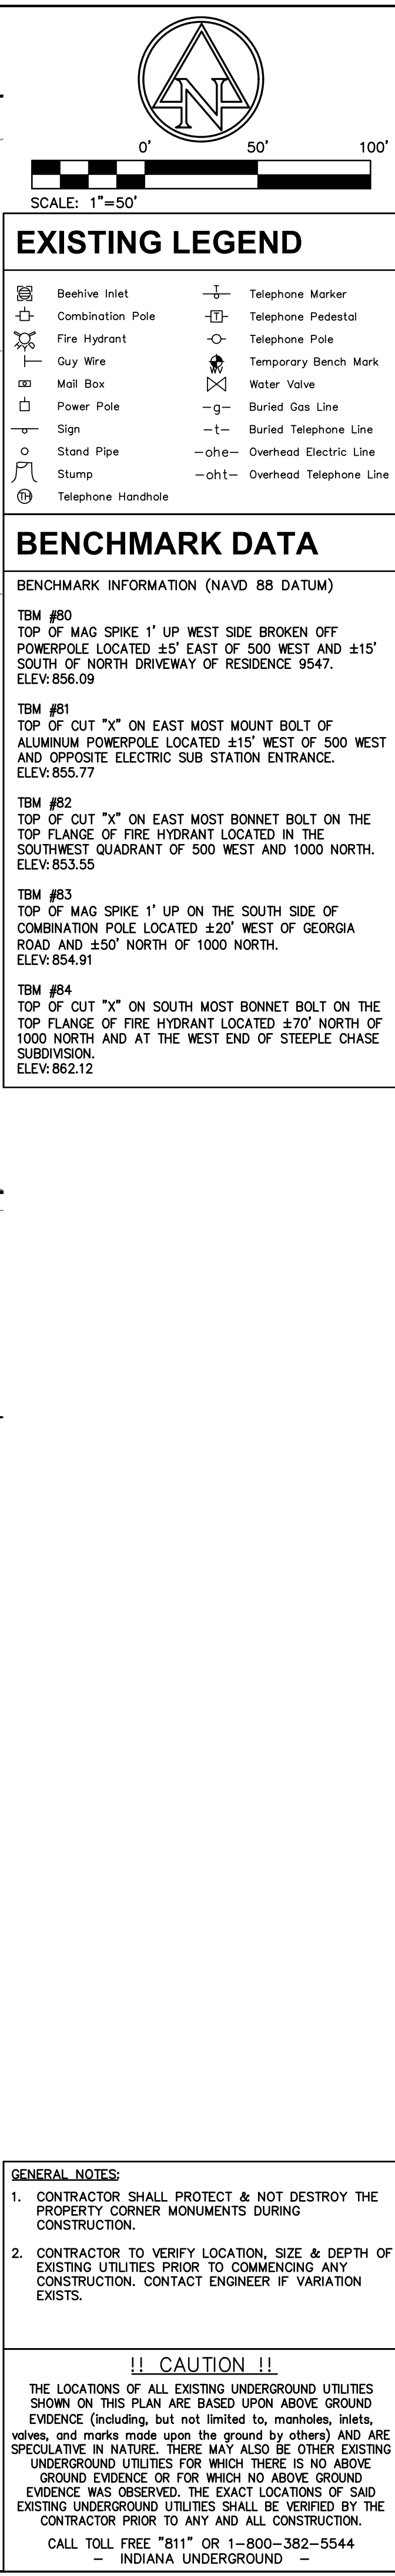 N
0' 50' 100'
SCALE: 1"=50'
EXISTING LEGEND
Beehive Inlet
Combination Pole
Fire Hydrant
Guy Wire
Mail Box
Power Pole
Sign
Stand Pipe
Stump
TH Telephone Handhole
T Telephone Marker
T Telephone Pedestal
Telephone Pole
Temporary Bench Mark
Water Valve
—g— Buried Gas Line
—t— Buried Telephone Line
—ohe— Overhead Electric Line
—oht— Overhead Telephone Line
BENCHMARK DATA
BENCHMARK INFORMATION (NAVD 88 DATUM)
TBM #80
TOP OF MAG SPIKE 1' UP WEST SIDE BROKEN OFF
POWERPOLE LOCATED ±5' EAST OF 500 WEST AND ±15'
SOUTH OF NORTH DRIVEWAY OF RESIDENCE 9547.
ELEV: 856.09
TBM #81
TOP OF CUT "X" ON EAST MOST MOUNT BOLT OF
ALUMINUM POWERPOLE LOCATED ±15' WEST OF 500 WEST
AND OPPOSITE ELECTRIC SUB STATION ENTRANCE.
ELEV: 855.77
TBM #82
TOP OF CUT "X" ON EAST MOST BONNET BOLT ON THE
TOP FLANGE OF FIRE HYDRANT LOCATED IN THE
SOUTHWEST QUADRANT OF 500 WEST AND 1000 NORTH.
ELEV: 853.55
TBM #83
TOP OF MAG SPIKE 1' UP ON THE SOUTH SIDE OF
COMBINATION POLE LOCATED ±20' WEST OF GEORGIA
ROAD AND ±50' NORTH OF 1000 NORTH.
ELEV: 854.91
TBM #84
TOP OF CUT "X" ON SOUTH MOST BONNET BOLT ON THE
TOP FLANGE OF FIRE HYDRANT LOCATED ±70' NORTH OF
1000 NORTH AND AT THE WEST END OF STEEPLE CHASE
SUBDIVISION.
ELEV: 862.12
GENERAL NOTES:
1. CONTRACTOR SHALL PROTECT & NOT DESTROY THE
PROPERTY CORNER MONUMENTS DURING
CONSTRUCTION.
2. CONTRACTOR TO VERIFY LOCATION, SIZE & DEPTH OF
EXISTING UTILITIES PRIOR TO COMMENCING ANY
CONSTRUCTION. CONTACT ENGINEER IF VARIATION
EXISTS.
!! CAUTION !!
THE LOCATIONS OF ALL EXISTING UNDERGROUND UTILITIES
SHOWN ON THIS PLAN ARE BASED UPON ABOVE GROUND
EVIDENCE (including, but not limited to, manholes, inlets,
valves, and marks made upon the ground by others) AND ARE
SPECULATIVE IN NATURE. THERE MAY ALSO BE OTHER EXISTING
UNDERGROUND UTILITIES FOR WHICH THERE IS NO ABOVE
GROUND EVIDENCE OR FOR WHICH NO ABOVE GROUND
EVIDENCE WAS OBSERVED. THE EXACT LOCATIONS OF SAID
EXISTING UNDERGROUND UTILITIES SHALL BE VERIFIED BY THE
CONTRACTOR PRIOR TO ANY AND ALL CONSTRUCTION.
CALL TOLL FREE "811" OR 1-800-382-5544
— INDIANA UNDERGROUND —